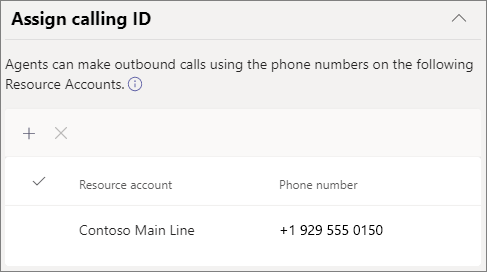 Assign calling ID
Agents can make outbound calls using the phone numbers on the following
Resource Accounts.
Resource account Phone number
Contoso Main Line +1 929 555 0150